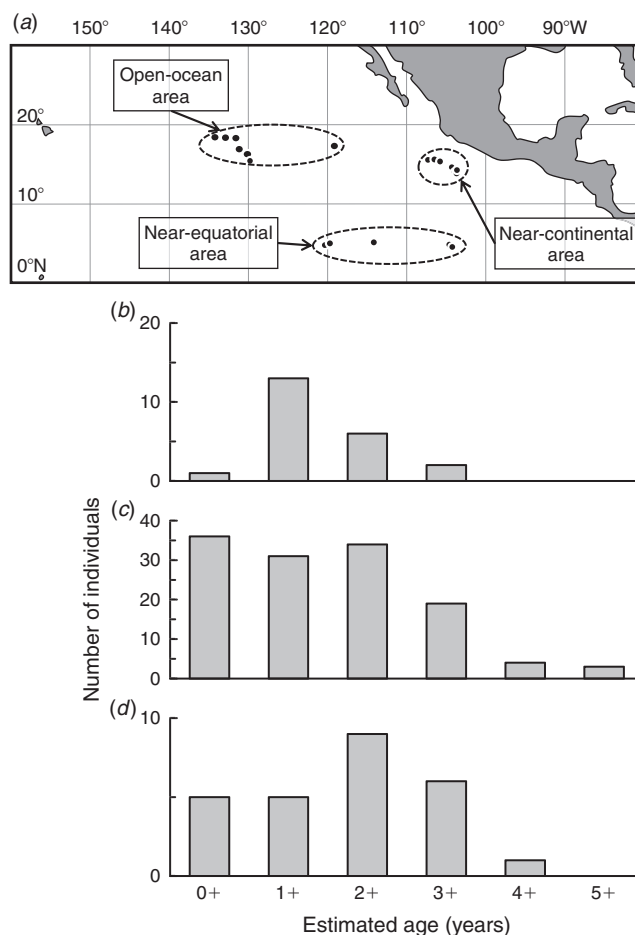 (a)
150° 140° 130° 120° 110° 100° 90°W
Open-ocean
area
20°
10°
Near-equatorial
area
Near-continental
area
0°N
(b)
20
10
0
(c)
40
30
20
10
0
(d)
10
0
Number of individuals
0+ 1+ 2+ 3+ 4+ 5+
Estimated age (years)